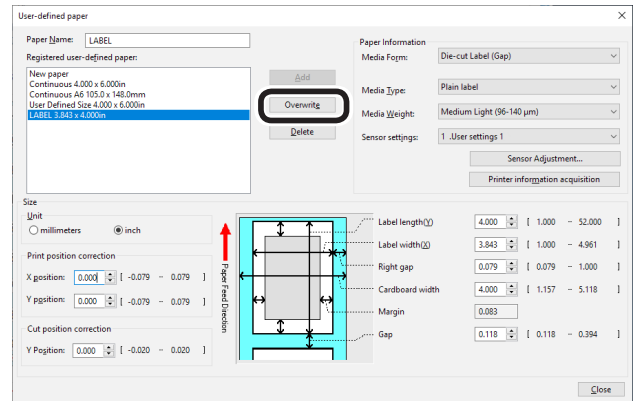 User-defined paper
Paper Name: LABEL
Registered user-defined paper:
New paper
Continuous 4.000 x 6.000in
Continuous A6 105.0 x 148.0mm
User Defined Size 4.000 x 6.000in
LABEL 3.843 x 4.000in
Add
Overwrite
Delete
Paper Information
Media Form: Die-cut Label (Gap)
Media Type: Plain label
Media Weight: Medium Light (96-140 μm)
Sensor settings: 1 .User settings 1
Sensor Adjustment...
Printer information acquisition
Size
Unit
millimeters inch
Print position correction
X position: 0.000 [ -0.079 – 0.079 ]
Y position: 0.000 [ -0.079 – 0.079 ]
Cut position correction
Y Position: 0.000 [ -0.020 – 0.020 ]
Paper Feed Direction
Label length(Y) 4.000 [ 1.000 – 52.000 ]
Label width(X) 3.843 [ 1.000 – 4.961 ]
Right gap 0.079 [ 0.079 – 1.000 ]
Cardboard width 4.000 [ 1.157 – 5.118 ]
Margin 0.083
Gap 0.118 [ 0.118 – 0.394 ]
Close